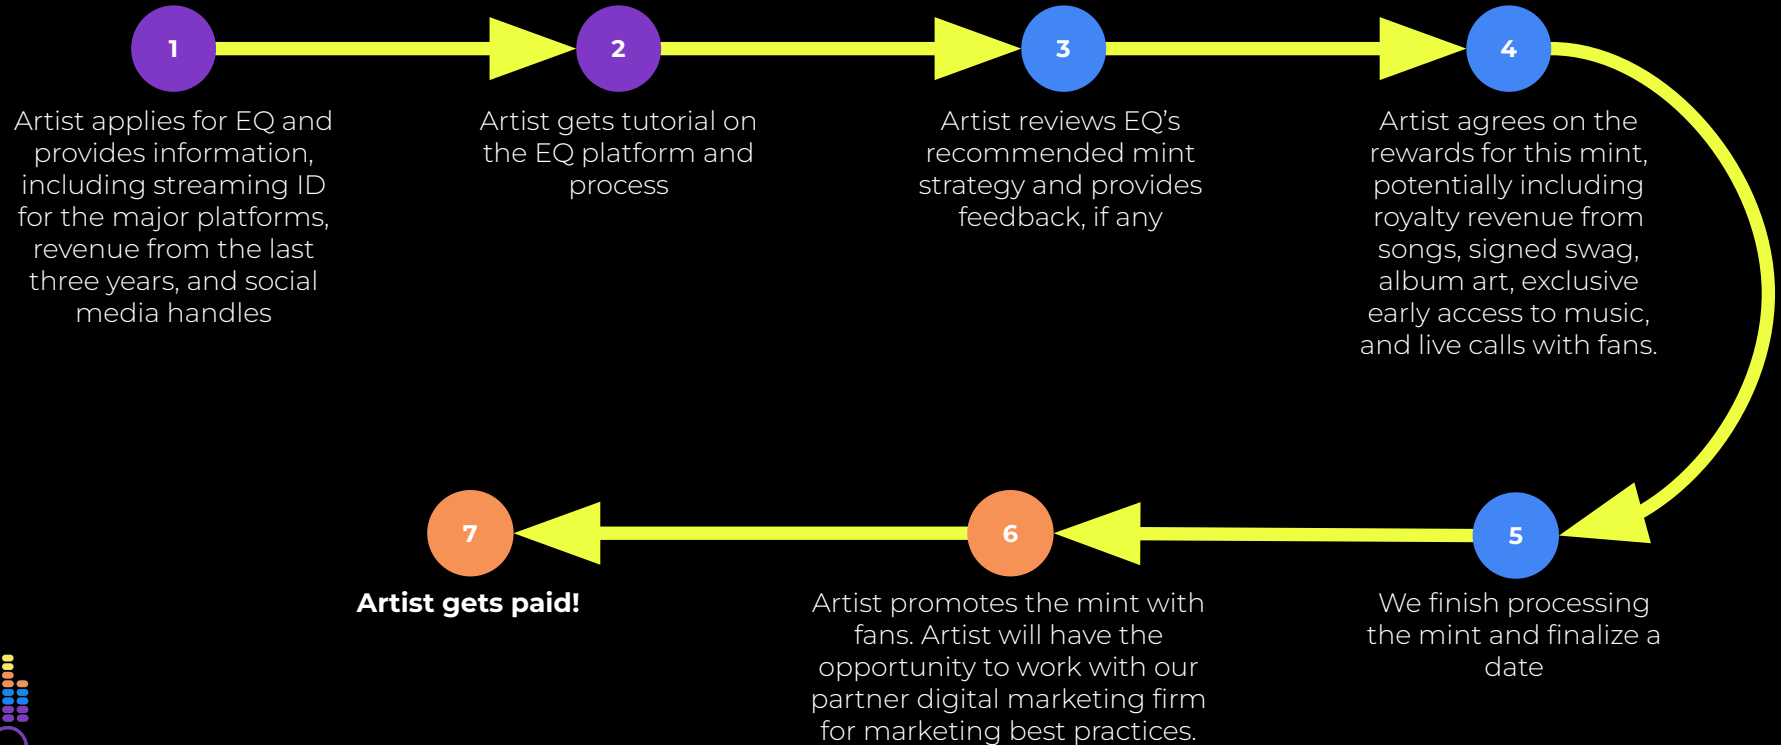 1
Artist applies for EQ and
provides information,
including streaming ID
for the major platforms,
revenue from the last
three years, and social
media handles
2
Artist gets tutorial on
the EQ platform and
process
3
Artist reviews EQ’s
recommended mint
strategy and provides
feedback, if any
4
Artist agrees on the
rewards for this mint,
potentially including
royalty revenue from
songs, signed swag,
album art, exclusive
early access to music,
and live calls with fans.
5
We finish processing
the mint and finalize a
date
6
Artist promotes the mint with
fans. Artist will have the
opportunity to work with our
partner digital marketing firm
for marketing best practices.
7
Artist gets paid!